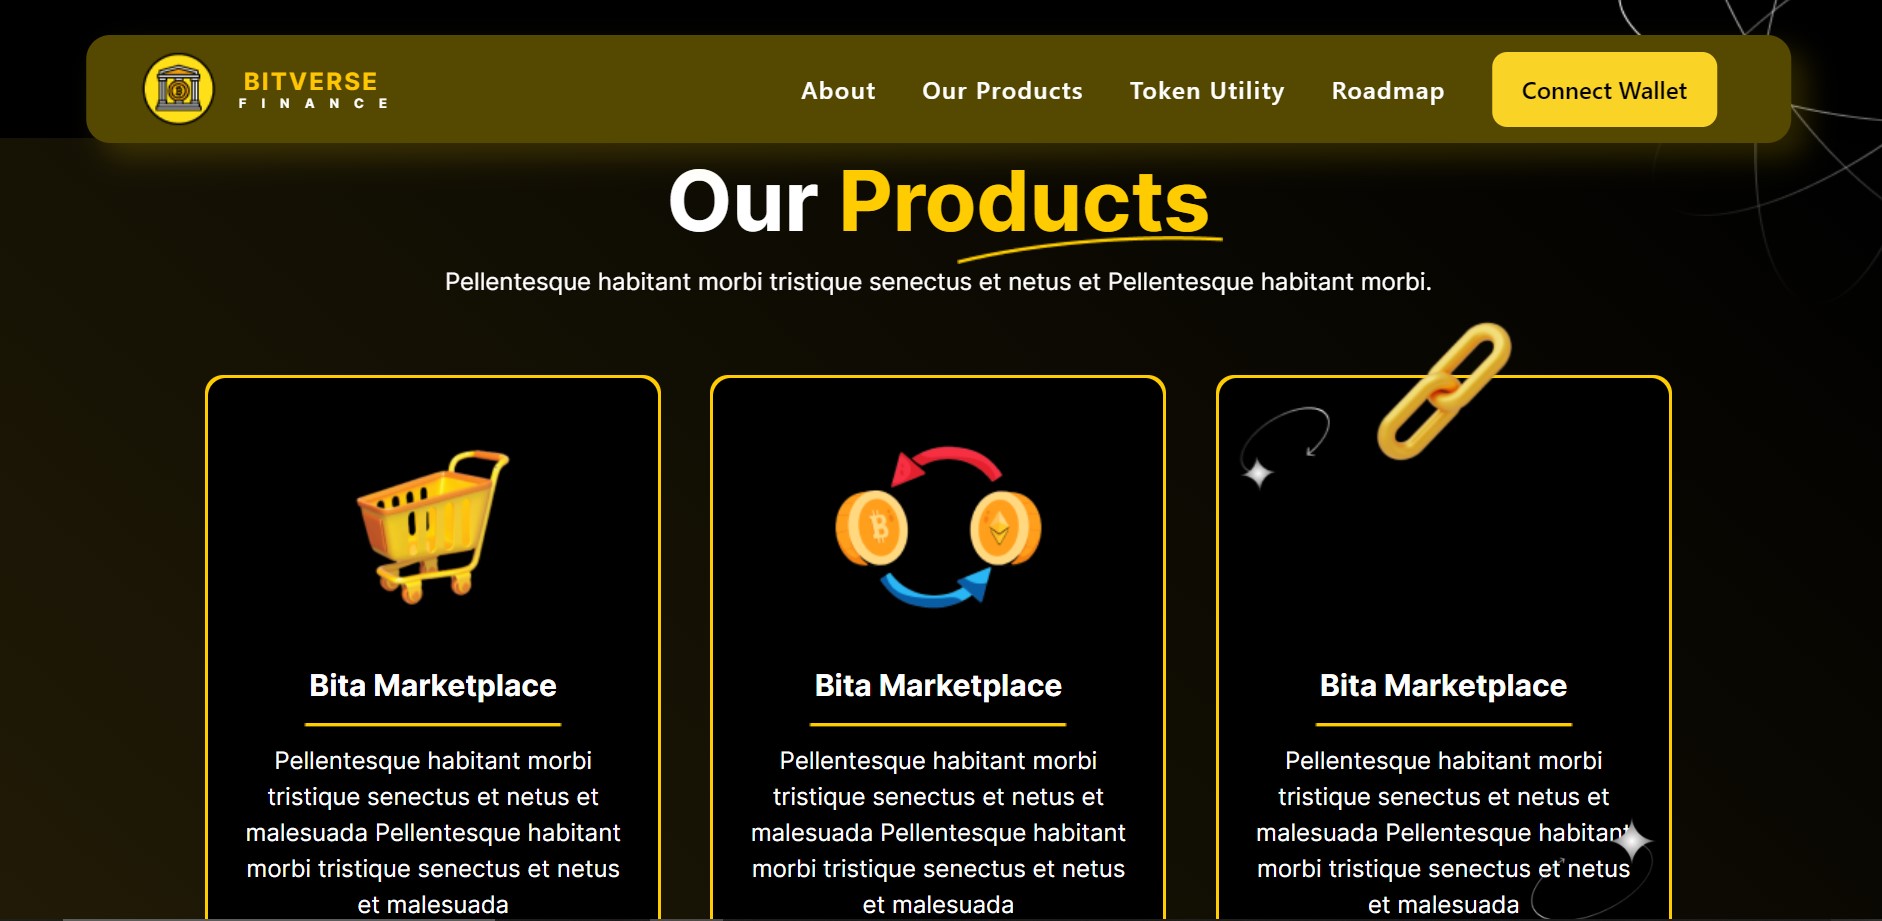 BITVERSE
FINANCE
About
Our Products
Token Utility
Roadmap
Connect Wallet
Our Products
Pellentesque habitant morbi tristique senectus et netus et Pellentesque habitant morbi.
Bita Marketplace
Pellentesque habitant morbi
tristique senectus et netus et
malesuada Pellentesque habitant
morbi tristique senectus et netus
et malesuada
Bita Marketplace
Pellentesque habitant morbi
tristique senectus et netus et
malesuada Pellentesque habitant
morbi tristique senectus et netus
et malesuada
Bita Marketplace
Pellentesque habitant morbi
tristique senectus et netus et
malesuada Pellentesque habitant
morbi tristique senectus et netus
et malesuada